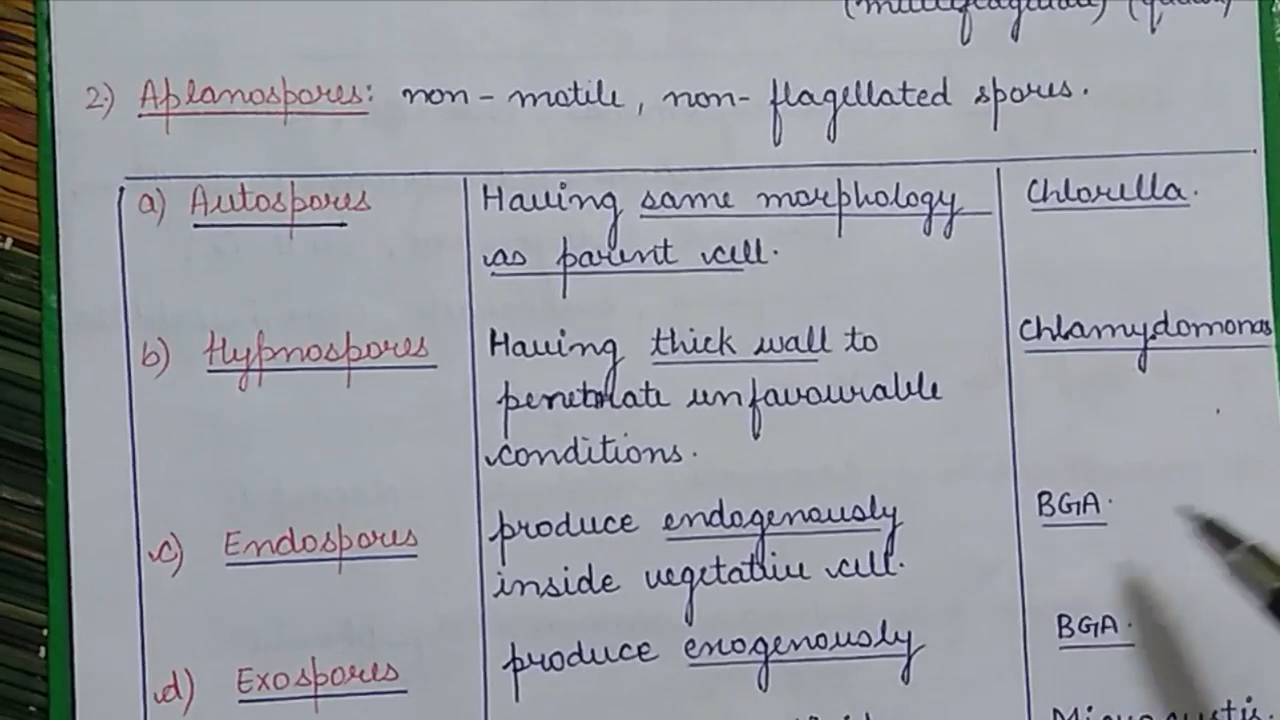 (multiflagellate)
2.) Aplanospores: non-motile, non-flagellated spores.
a) Autospores Having same morphology Chlorella.
as parent cell.
b) Hypnospores Having thick wall to Chlamydomonas
penetrate unfavourable
conditions.
c) Endospores produce endogenously BGA.
inside vegetative cell.
d) Exospores produce exogenously BGA.